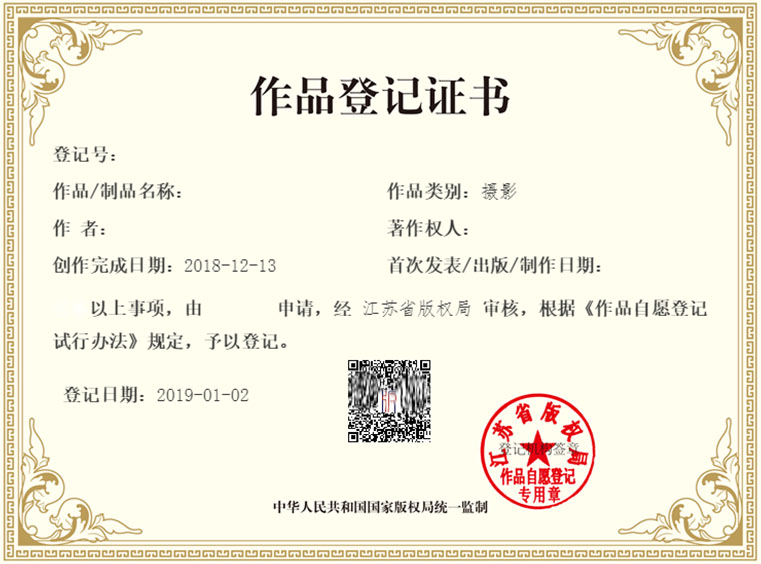 作品登记证书
登记号：
作品/制品名称： 作品类别：摄影
作 者： 著作权人：
创作完成日期：2018-12-13 首次发表/出版/制作日期：
以上事项，由 申请，经 江苏省版权局 审核，根据《作品自愿登记
试行办法》规定，予以登记。
登记日期：2019-01-02
江苏省版权局
登记机构签章
作品自愿登记
专用章
中华人民共和国国家版权局统一监制